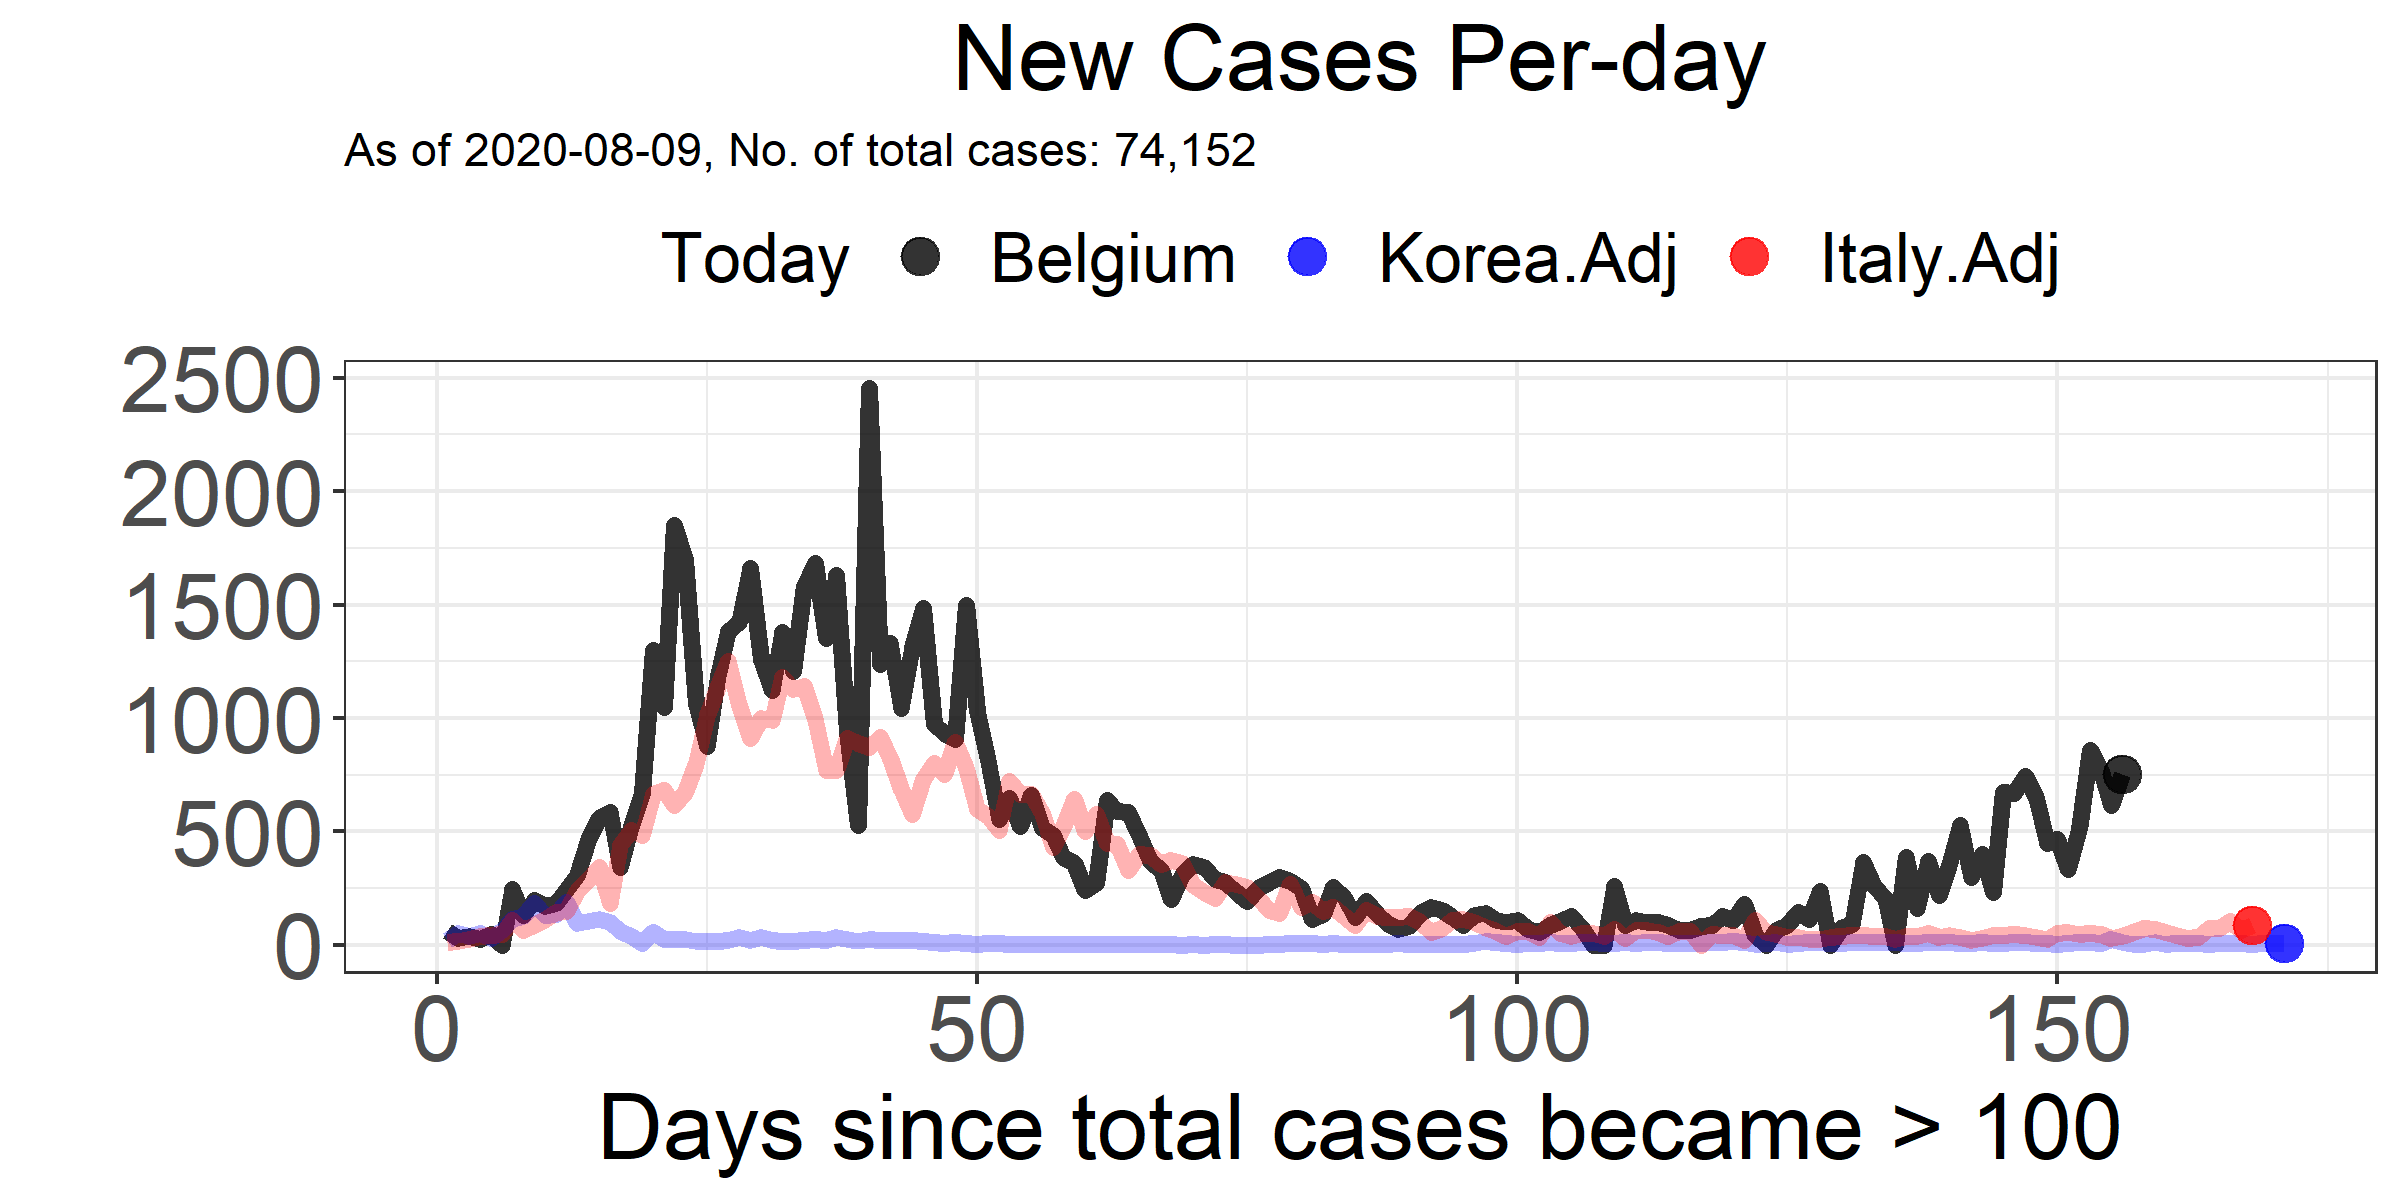 New Cases Per-day
As of 2020-08-09, No. of total cases: 74,152
Today Belgium Korea.Adj Italy.Adj
2500
2000
1500
1000
500
0
0 50 100 150
Days since total cases became > 100